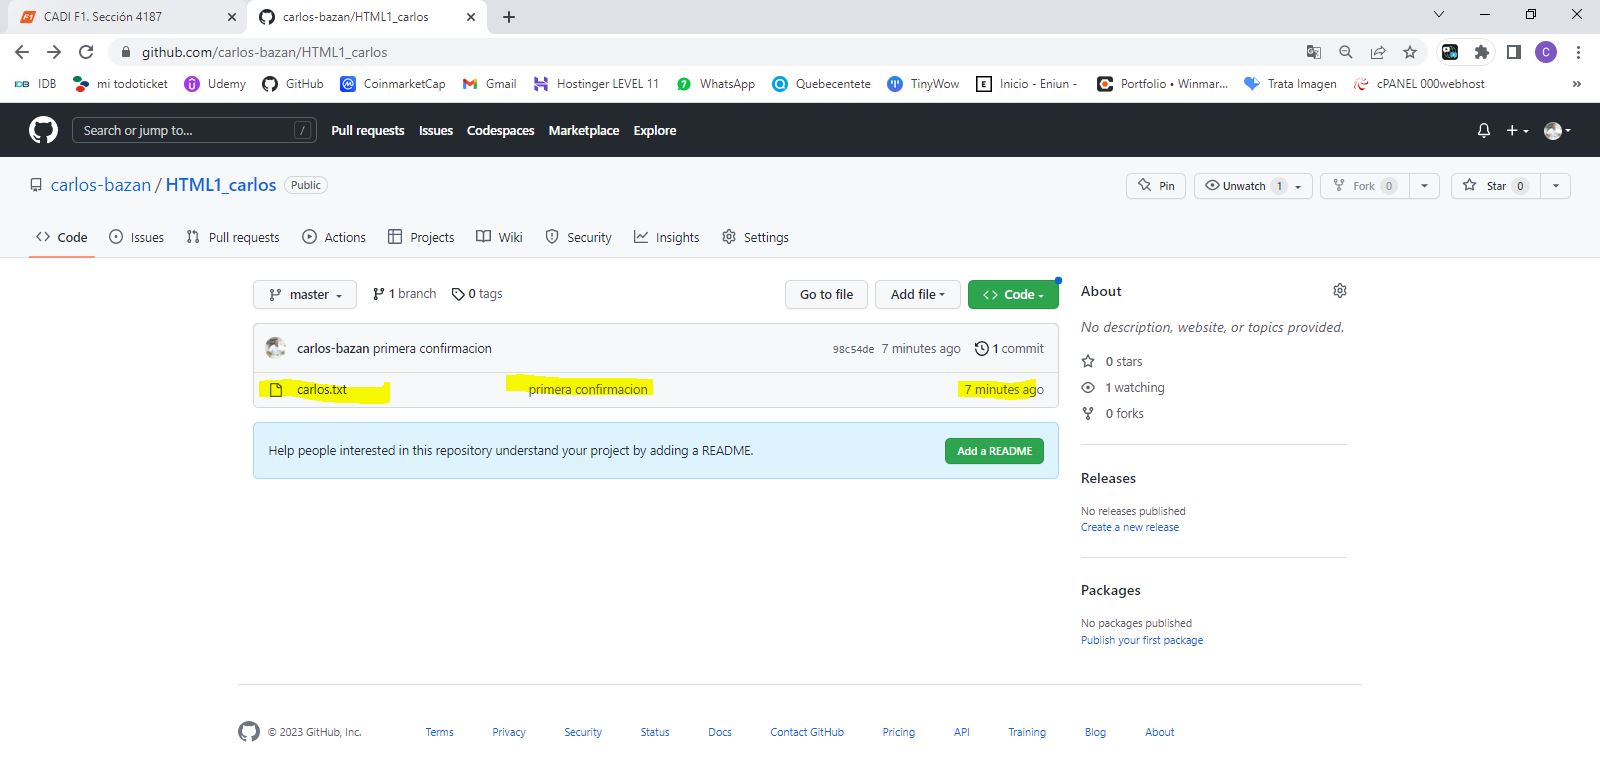 CADI F1. Sección 4187
carlos-bazan/HTML1_carlos
github.com/carlos-bazan/HTML1_carlos
C
IDB mi todoticket Udemy GitHub CoinmarketCap Gmail Hostinger LEVEL 11 WhatsApp Quebecentete TinyWow Inicio - Eniun - Portfolio • Winmar... Trata Imagen cPANEL 000webhost »
Search or jump to... / Pull requests Issues Codespaces Marketplace Explore
carlos-bazan / HTML1_carlos Public
Pin Unwatch 1 Fork 0 Star 0
Code Issues Pull requests Actions Projects Wiki Security Insights Settings
master 1 branch 0 tags Go to file Add file Code
carlos-bazan primera confirmacion 98c54de 7 minutes ago 1 commit
carlos.txt primera confirmacion 7 minutes ago
Help people interested in this repository understand your project by adding a README. Add a README
About
No description, website, or topics provided.
0 stars
1 watching
0 forks
Releases
No releases published
Create a new release
Packages
No packages published
Publish your first package
© 2023 GitHub, Inc. Terms Privacy Security Status Docs Contact GitHub Pricing API Training Blog About